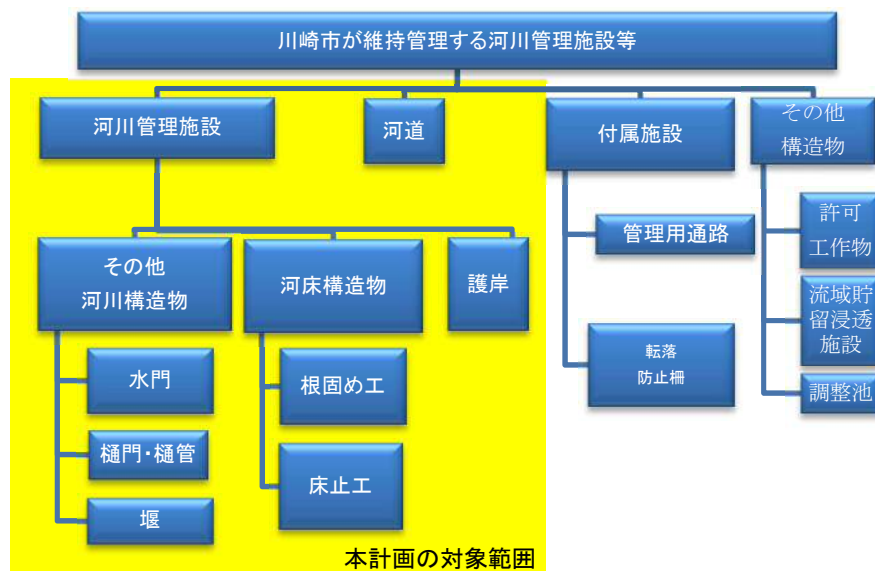 川崎市が維持管理する河川管理施設等
河川管理施設
河道
付属施設
その他
構造物
その他
河川構造物
河床構造物
護岸
管理用通路
許可
工作物
水門
根固め工
転落
防止柵
流域貯
留浸透
施設
調整池
樋門・樋管
床止工
堰
本計画の対象範囲